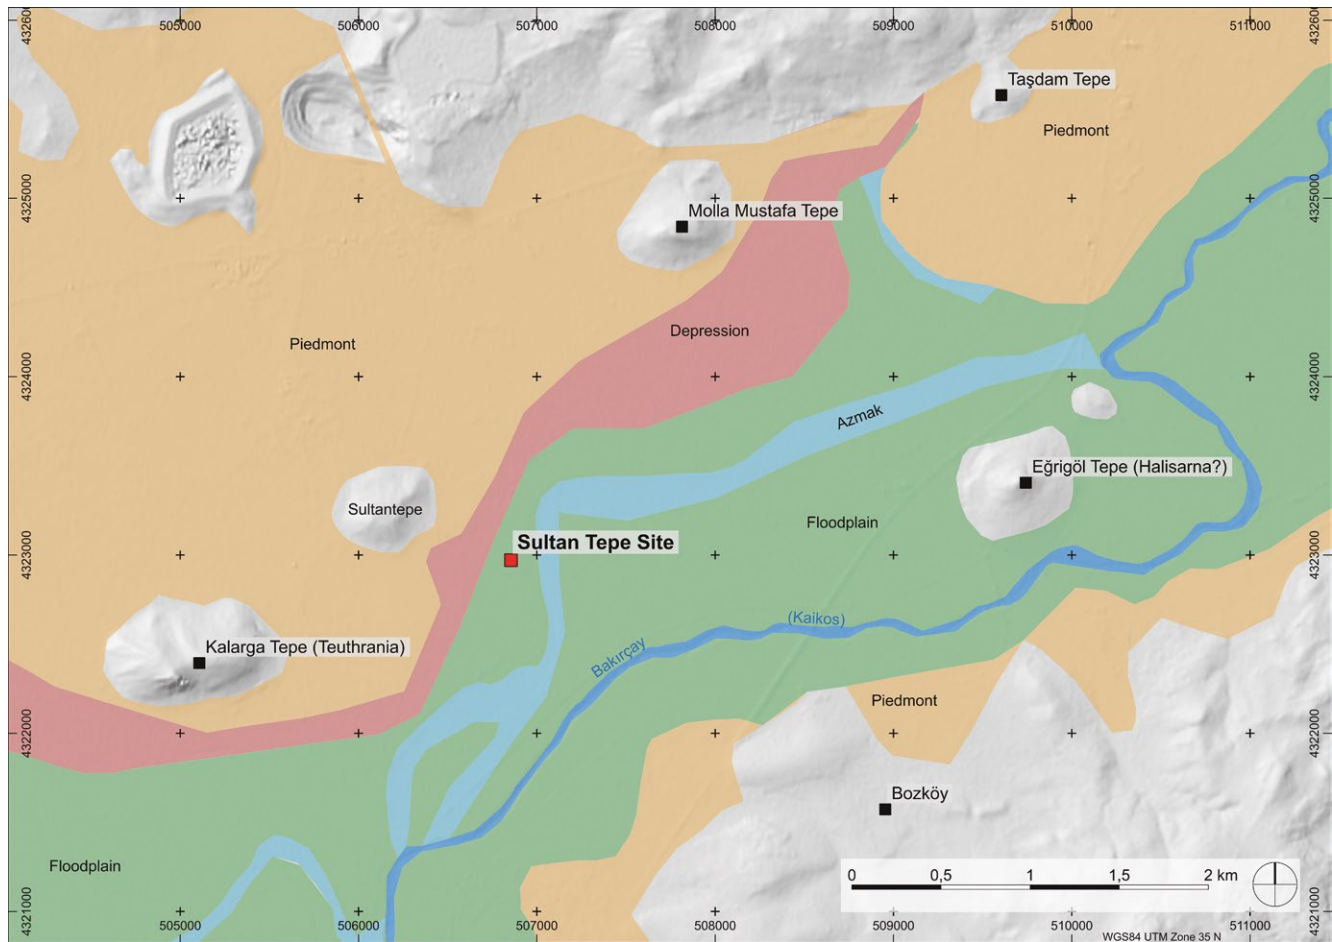 505000
506000
507000
508000
509000
510000
511000
4326000
4326000
Taşdam Tepe
Piedmont
4325000
4325000
Molla Mustafa Tepe
Depression
Piedmont
4324000
4324000
Azmak
Eğrigöl Tepe (Halisarna?)
Sultantepe
Floodplain
Sultan Tepe Site
4323000
4323000
(Kaikos)
Bakırçay
Kalarga Tepe (Teuthrania)
Piedmont
4322000
4322000
Bozköy
Floodplain
0 0,5 1 1,5 2 km
4321000
4321000
505000
506000
507000
508000
509000
510000
511000
WGS84 UTM Zone 35 N